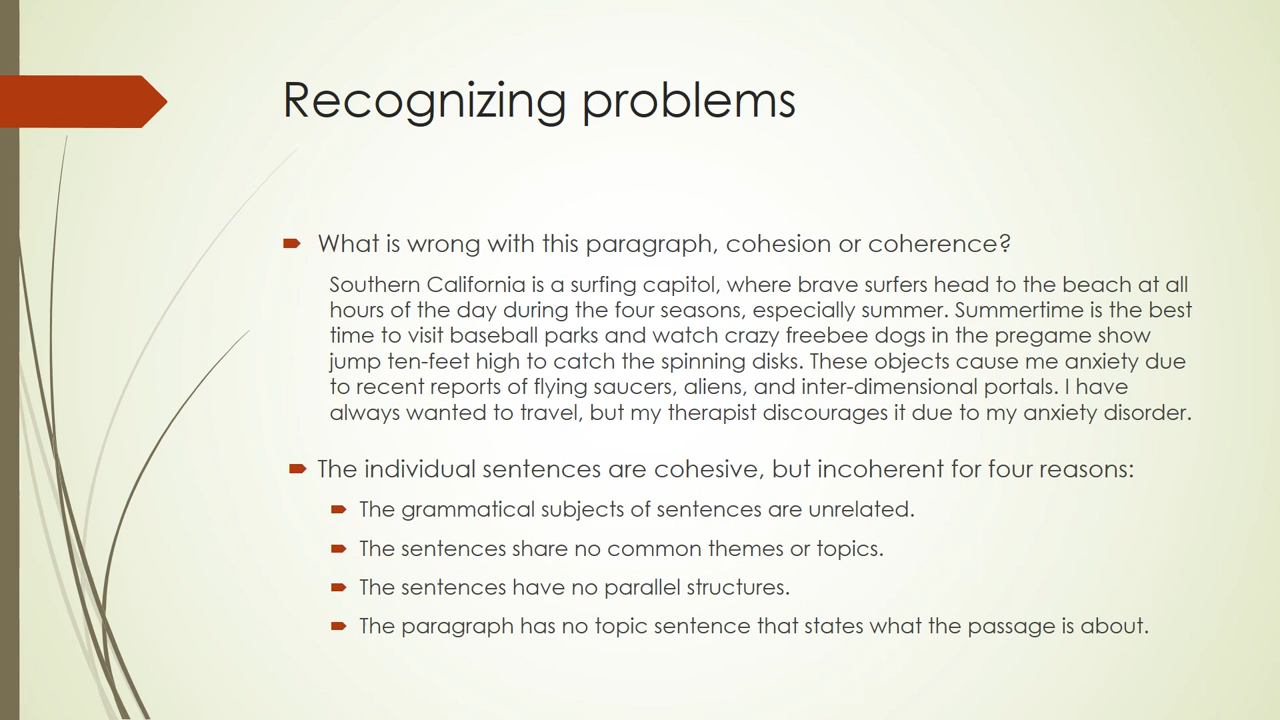 Recognizing problems
What is wrong with this paragraph, cohesion or coherence?
Southern California is a surfing capitol, where brave surfers head to the beach at all
hours of the day during the four seasons, especially summer. Summertime is the best
time to visit baseball parks and watch crazy freebee dogs in the pregame show
jump ten-feet high to catch the spinning disks. These objects cause me anxiety due
to recent reports of flying saucers, aliens, and inter-dimensional portals. I have
always wanted to travel, but my therapist discourages it due to my anxiety disorder.
The individual sentences are cohesive, but incoherent for four reasons:
The grammatical subjects of sentences are unrelated.
The sentences share no common themes or topics.
The sentences have no parallel structures.
The paragraph has no topic sentence that states what the passage is about.